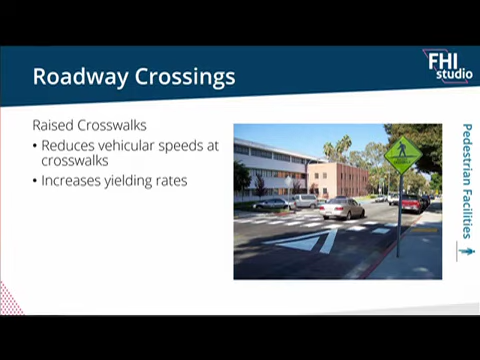 Roadway Crossings
FHI
studio
Raised Crosswalks
• Reduces vehicular speeds at
crosswalks
• Increases yielding rates
Pedestrian Facilities